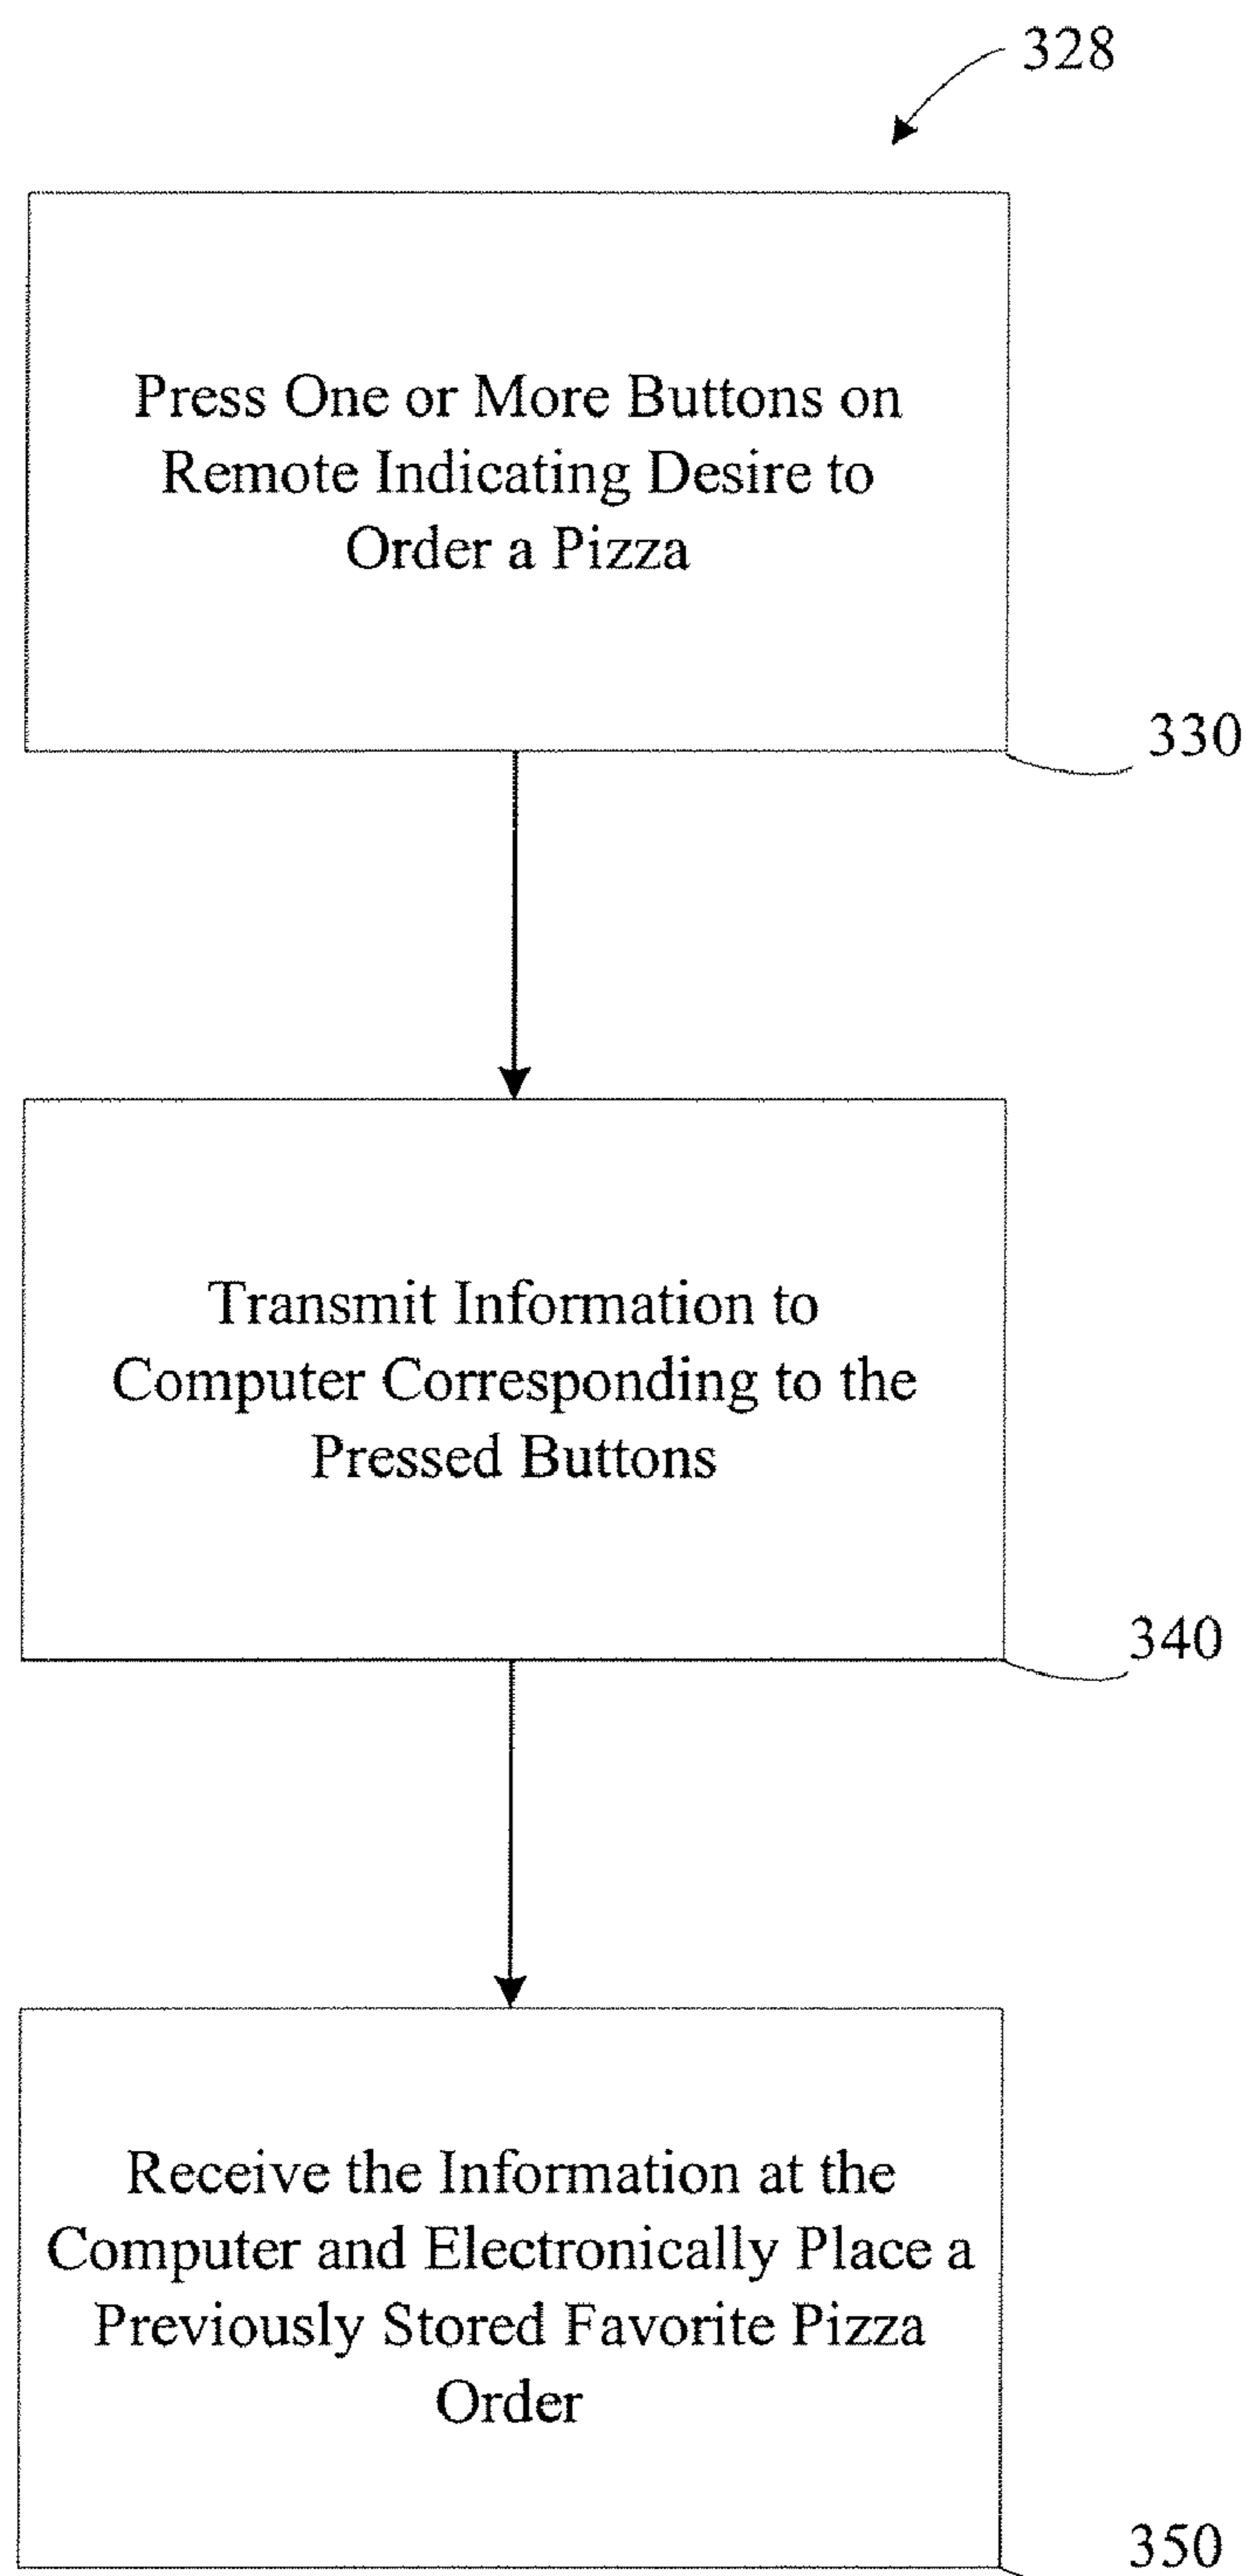 328
Press One or More Buttons on
Remote Indicating Desire to
Order a Pizza
330
Transmit Information to
Computer Corresponding to the
Pressed Buttons
340
Receive the Information at the
Computer and Electronically Place a
Previously Stored Favorite Pizza
Order
350